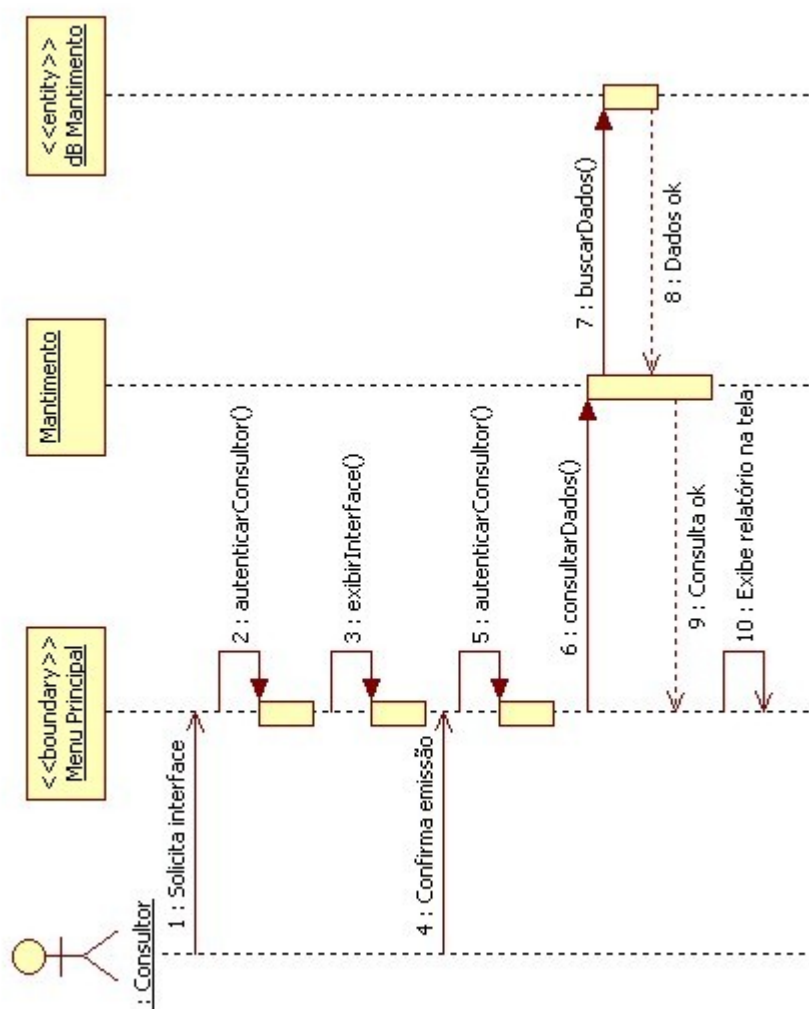 : Consultor
<<boundary>>
Menu Principal
Mantimento
<<entity>>
dB Mantimento
1 : Solicita interface
2 : autenticarConsultor()
3 : exibirInterface()
4 : Confirma emissão
5 : autenticarConsultor()
6 : consultarDados()
7 : buscarDados()
8 : Dados ok
9 : Consulta ok
10 : Exibe relatório na tela